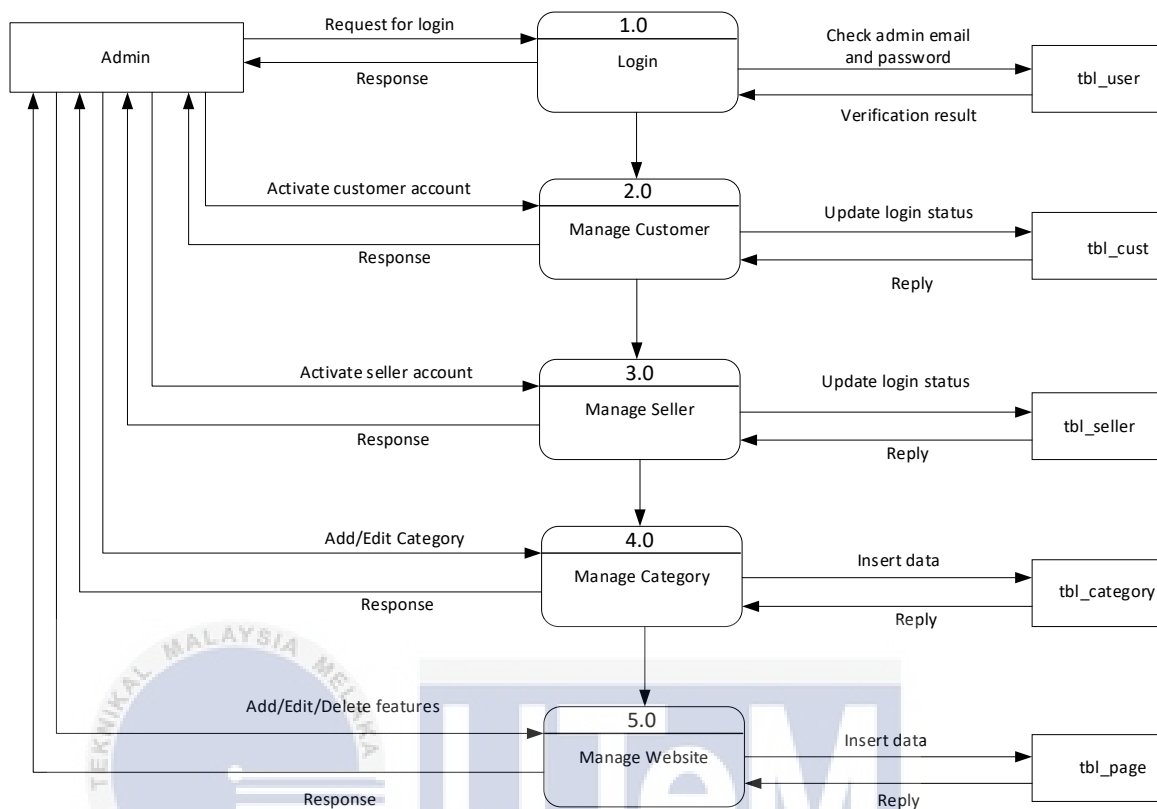 Request for login
1.0
Admin
Login
Response
Check admin email
and password
tbl_user
Verification result
Activate customer account
2.0
Manage Customer
Response
Update login status
tbl_cust
Reply
Activate seller account
3.0
Manage Seller
Response
Update login status
tbl_seller
Reply
Add/Edit Category
4.0
Manage Category
Response
Insert data
tbl_category
Reply
TEKNIKAL MALAYSIA MELAKA
UTeM
Add/Edit/Delete features
5.0
Manage Website
Response
Insert data
tbl_page
Reply